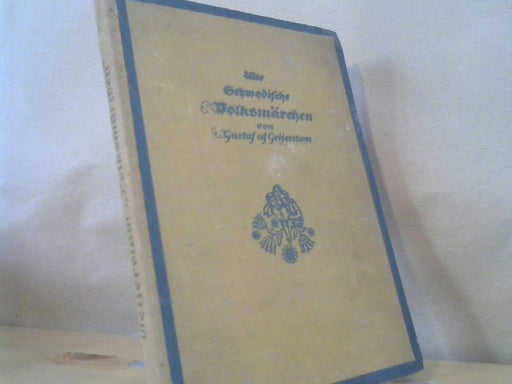 Alte
Schwedische
Volksmärchen
von
Gustaf af Geijerstam